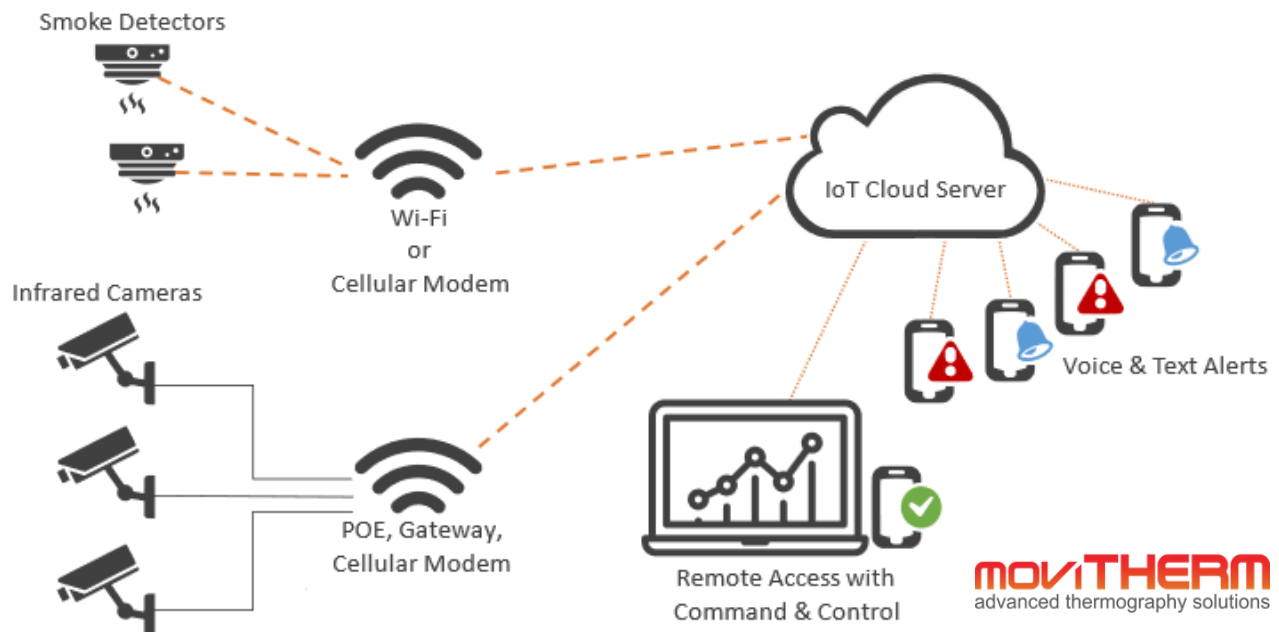 Smoke Detectors
Wi-Fi
or
Cellular Modem
IoT Cloud Server
Infrared Cameras
Voice & Text Alerts
POE, Gateway,
Cellular Modem
Remote Access with
Command & Control
moviTHERM
advanced thermography solutions